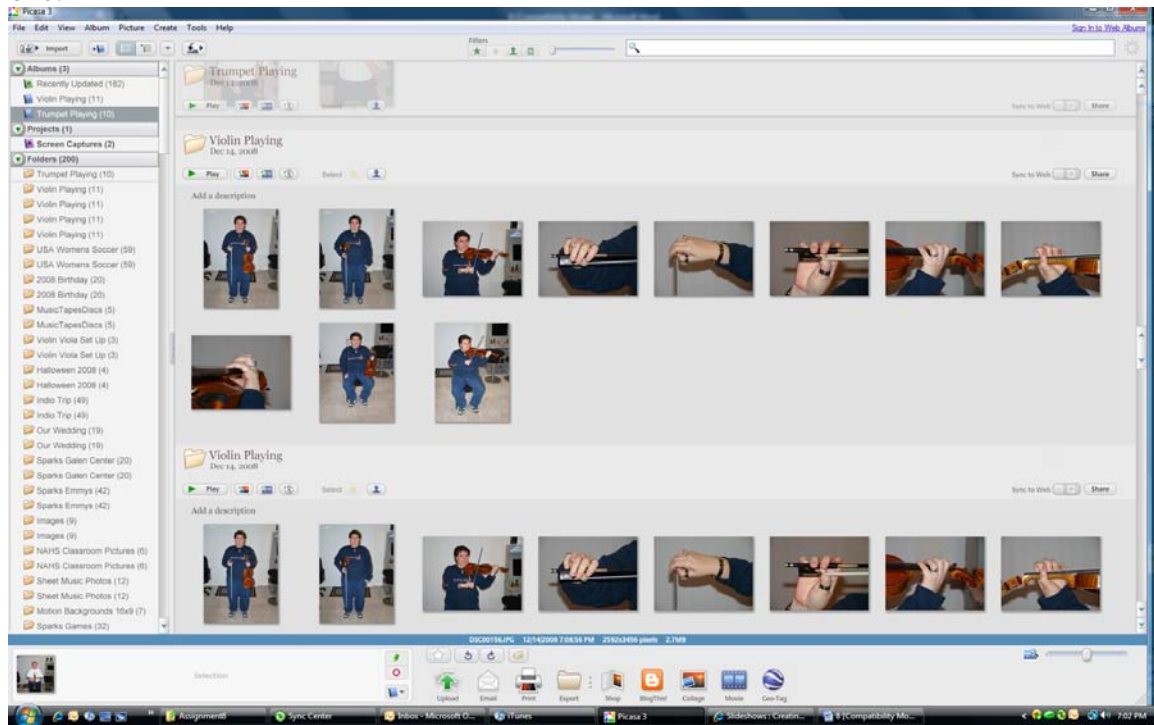 Picasa 3
File Edit View Album Picture Create Tools Help
Sign In to Web Albums
Import
Filters
Albums (3)
Recently Updated (182)
Violin Playing (11)
Trumpet Playing (10)
Projects (1)
Screen Captures (2)
Folders (200)
Trumpet Playing (10)
Violin Playing (11)
Violin Playing (11)
Violin Playing (11)
Violin Playing (11)
USA Womens Soccer (59)
USA Womens Soccer (59)
2008 Birthday (20)
2008 Birthday (20)
MusicTapesDiscs (5)
MusicTapesDiscs (5)
Violin Viola Set Up (3)
Violin Viola Set Up (3)
Halloween 2008 (4)
Halloween 2008 (4)
Indio Trip (49)
Indio Trip (49)
Our Wedding (19)
Our Wedding (19)
Sparks Galen Center (20)
Sparks Galen Center (20)
Sparks Emmys (42)
Sparks Emmys (42)
Images (9)
Images (9)
NAHS Classroom Pictures (6)
NAHS Classroom Pictures (6)
Sheet Music Photos (12)
Sheet Music Photos (12)
Motion Backgrounds 16x9 (7)
Sparks Games (32)
Trumpet Playing
Dec 14, 2008
Play Select Sync to Web Share
Violin Playing
Dec 14, 2008
Play Select Sync to Web Share
Add a description
Violin Playing
Dec 14, 2008
Play Select Sync to Web Share
Add a description
DSC00156.JPG 12/14/2008 7:08:56 PM 2592x3456 pixels 2.7MB
Selection
Upload Email Print Export Shop BlogThis! Collage Movie Geo-Tag
Assignment8 Sync Center Inbox - Microsoft O... iTunes Picasa 3 Slideshows : Creatin... 8 [Compatibility Mo... 7:02 PM